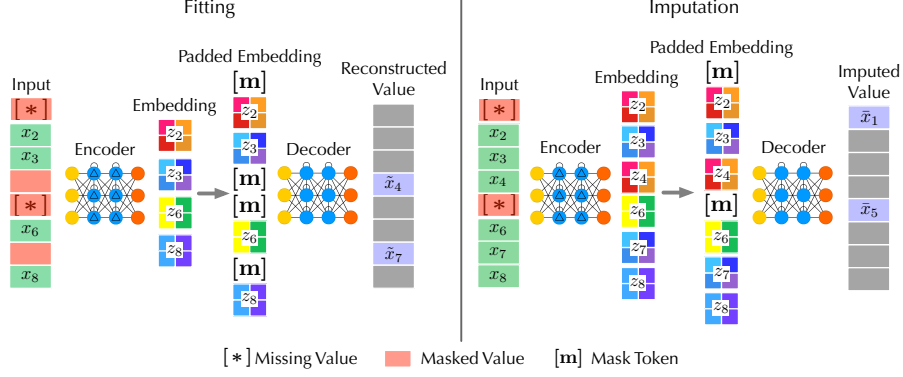 Fitting
Imputation
Input
[*]
x₂
x₃
[*]
x₆
x₈
Encoder
Embedding
z₂
z₃
z₆
z₈
Padded Embedding
[m]
z₂
z₃
[m]
[m]
z₆
[m]
z₈
Decoder
Reconstructed
Value
x̃₄
x̃₇
Input
[*]
x₂
x₃
x₄
[*]
x₆
x₇
x₈
Encoder
Embedding
z₂
z₃
z₄
z₆
z₇
z₈
Padded Embedding
[m]
z₂
z₃
z₄
[m]
z₆
z₇
z₈
Decoder
Imputed
Value
x̄₁
x̄₅
[*] Missing Value
Masked Value
[m] Mask Token